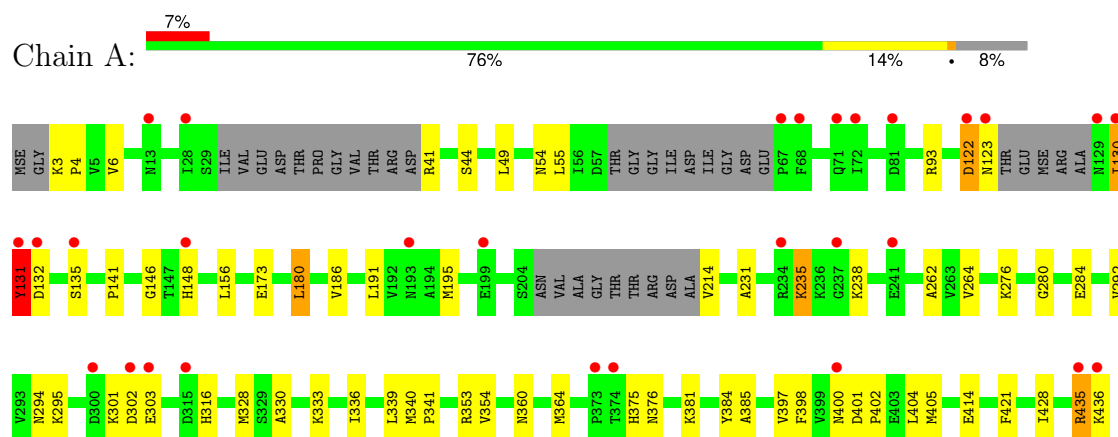 7%
Chain A:
76% 14% • 8%
MSE GLY K3 P4 V5 V6 N13 I28 S29 ILE VAL GLU ASP THR PRO GLY VAL THR ARG ASP R41 S44 L49 N54 L55 I56 D57 THR GLY GLY ILE ASP ILE GLY ASP GLU P67 F68 Q71 I72 D81 R93 D122 N123 THR GLU MSE ARG ALA N129 I130
Y131 D132 S135 P141 G146 T147 H148 L156 E173 L180 V186 L191 V192 N193 A194 M195 E199 S204 ASN VAL ALA GLY THR THR ARG ASP ALA V214 A231 R234 K235 K236 G237 K238 E241 A262 V263 V264 K276 G280 E284
V293 N294 K295 D300 K301 D302 E303 D315 H316 M328 S329 A330 K333 I336 L339 M340 P341 R353 V354 N360 M364 P373 T374 H375 N376 K381 Y384 A385 V397 F398 V399 N400 D401 P402 E403 L404 M405 E414 F421 I428 R435 K436